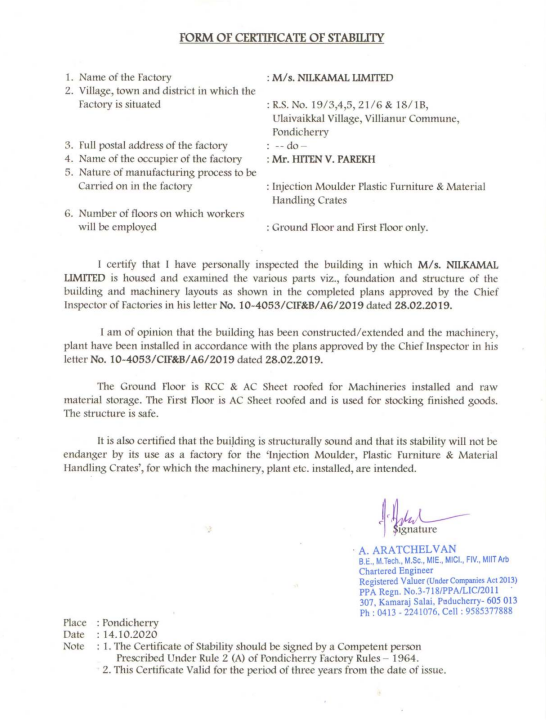 FORM OF CERTIFICATE OF STABILITY
1. Name of the Factory : M/s. NILKAMAL LIMITED
2. Village, town and district in which the
Factory is situated : R.S. No. 19/3,4,5, 21/6 & 18/1B,
Ulaivaikkal Village, Villianur Commune,
Pondicherry
3. Full postal address of the factory : -- do –
4. Name of the occupier of the factory : Mr. HITEN V. PAREKH
5. Nature of manufacturing process to be
Carried on in the factory : Injection Moulder Plastic Furniture & Material
Handling Crates
6. Number of floors on which workers
will be employed : Ground Floor and First Floor only.
I certify that I have personally inspected the building in which M/s. NILKAMAL
LIMITED is housed and examined the various parts viz., foundation and structure of the
building and machinery layouts as shown in the completed plans approved by the Chief
Inspector of Factories in his letter No. 10-4053/CIF&B/A6/2019 dated 28.02.2019.
I am of opinion that the building has been constructed/extended and the machinery,
plant have been installed in accordance with the plans approved by the Chief Inspector in his
letter No. 10-4053/CIF&B/A6/2019 dated 28.02.2019.
The Ground Floor is RCC & AC Sheet roofed for Machineries installed and raw
material storage. The First Floor is AC Sheet roofed and is used for stocking finished goods.
The structure is safe.
It is also certified that the building is structurally sound and that its stability will not be
endanger by its use as a factory for the ‘Injection Moulder, Plastic Furniture & Material
Handling Crates’, for which the machinery, plant etc. installed, are intended.
Signature
A. ARATCHELVAN
B.E., M.Tech., M.Sc., MIE., MICI., FIV., MIIT Arb
Chartered Engineer
Registered Valuer (Under Companies Act 2013)
PPA Regn. No.3-718/PPA/LIC/2011
307, Kamaraj Salai, Puducherry- 605 013
Ph : 0413 - 2241076, Cell : 9585377888
Place : Pondicherry
Date : 14.10.2020
Note : 1. The Certificate of Stability should be signed by a Competent person
Prescribed Under Rule 2 (A) of Pondicherry Factory Rules – 1964.
2. This Certificate Valid for the period of three years from the date of issue.